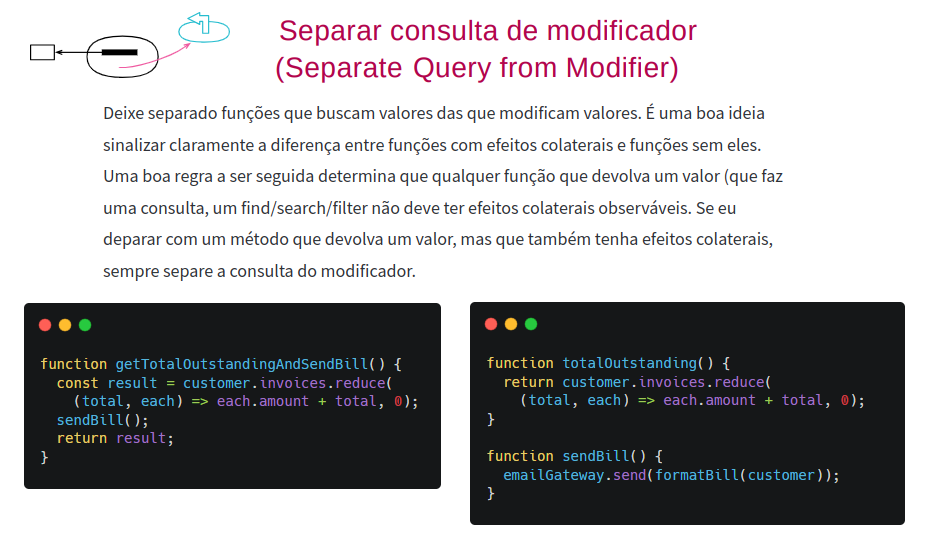 Separar consulta de modificador
(Separate Query from Modifier)
Deixe separado funções que buscam valores das que modificam valores. É uma boa ideia
sinalizar claramente a diferença entre funções com efeitos colaterais e funções sem eles.
Uma boa regra a ser seguida determina que qualquer função que devolva um valor (que faz
uma consulta, um find/search/filter não deve ter efeitos colaterais observáveis. Se eu
deparar com um método que devolva um valor, mas que também tenha efeitos colaterais,
sempre separe a consulta do modificador.
function getTotalOutstandingAndSendBill() {
  const result = customer.invoices.reduce(
    (total, each) => each.amount + total, 0);
  sendBill();
  return result;
}
function totalOutstanding() {
  return customer.invoices.reduce(
    (total, each) => each.amount + total, 0);
}
function sendBill() {
  emailGateway.send(formatBill(customer));
}